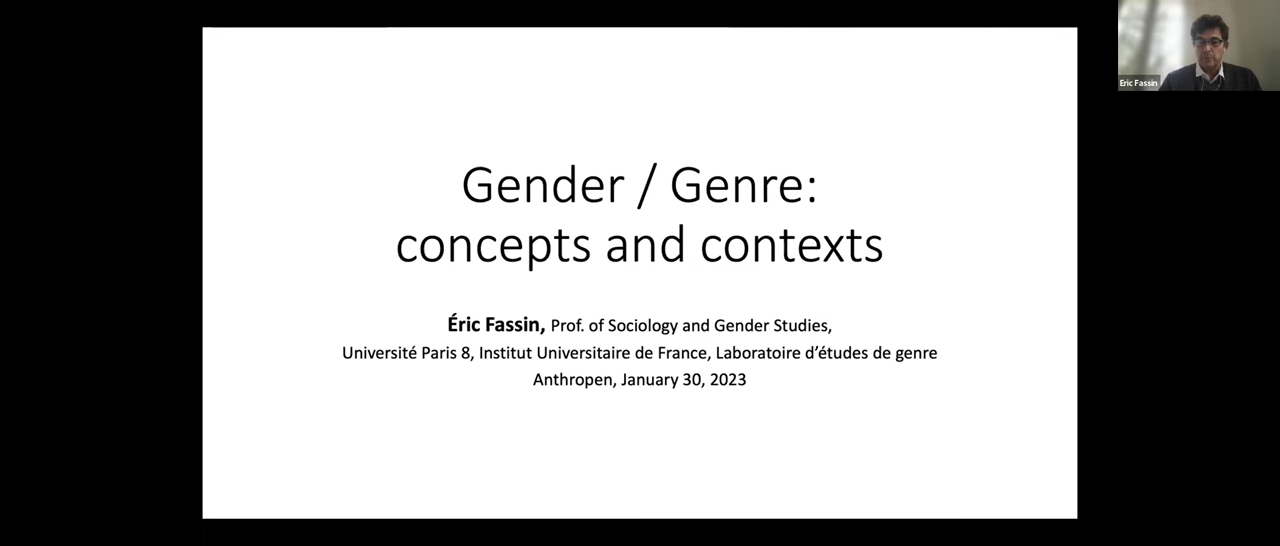 Gender / Genre:
concepts and contexts
Éric Fassin, Prof. of Sociology and Gender Studies,
Université Paris 8, Institut Universitaire de France, Laboratoire d’études de genre
Anthropen, January 30, 2023
Eric Fassin